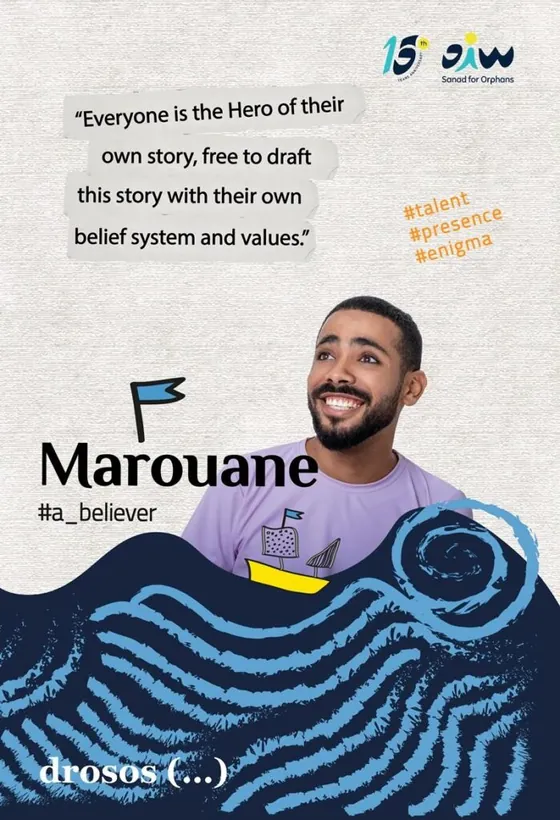 15th
YEARS ANNIVERSARY
سند
Sanad for Orphans
“Everyone is the Hero of their
own story, free to draft
this story with their own
belief system and values.”
#talent
#presence
#enigma
Marouane
#a_believer
drosos (...)